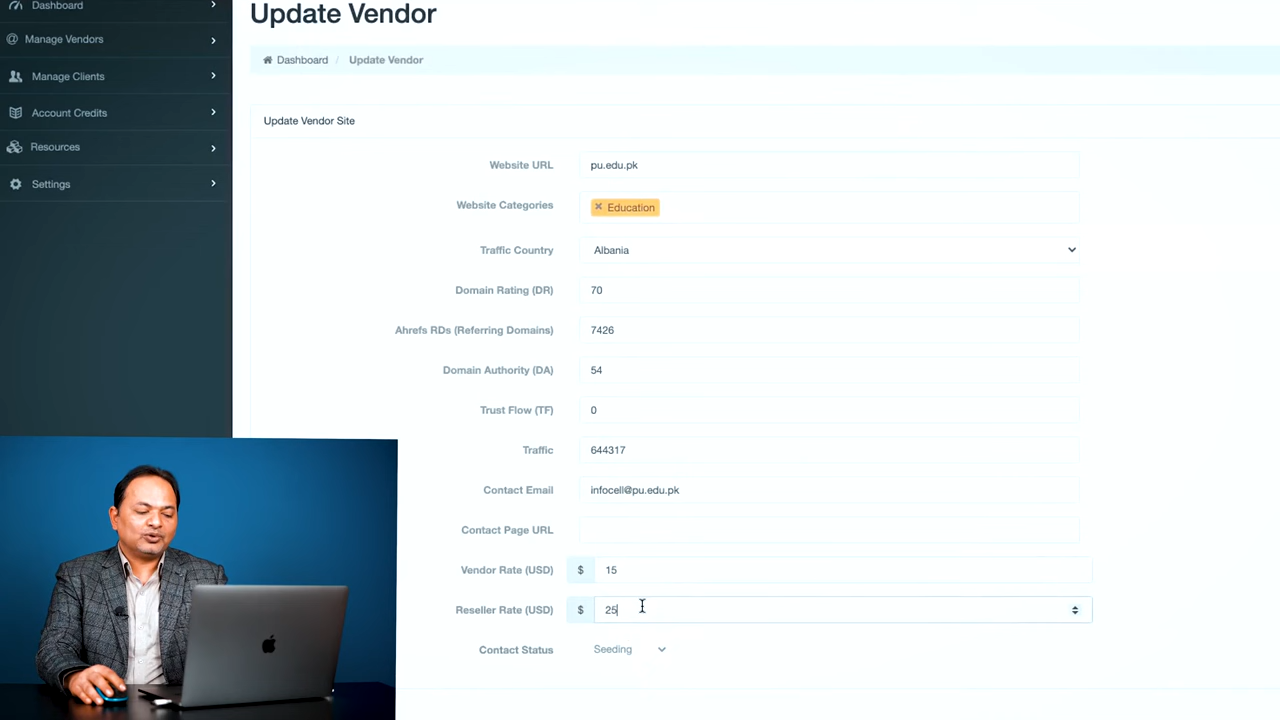 Update Vendor
Dashboard
Manage Vendors
Manage Clients
Account Credits
Resources
Settings
Dashboard / Update Vendor
Update Vendor Site
Website URL pu.edu.pk
Website Categories × Education
Traffic Country Albania
Domain Rating (DR) 70
Ahrefs RDs (Referring Domains) 7426
Domain Authority (DA) 54
Trust Flow (TF) 0
Traffic 644317
Contact Email infocell@pu.edu.pk
Contact Page URL
Vendor Rate (USD) $ 15
Reseller Rate (USD) $ 25
Contact Status Seeding